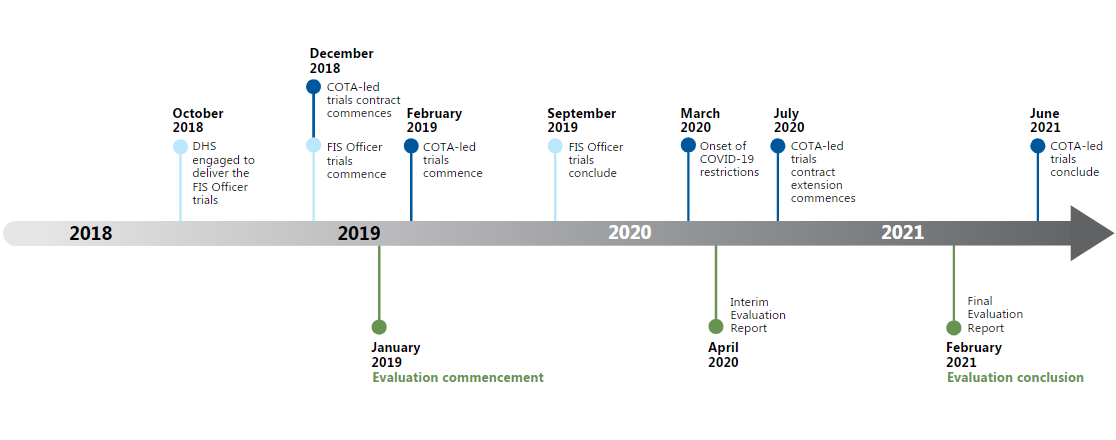 December
2018
COTA-led
trials contract
commences
FIS Officer
trials
commence
October
2018
DHS
engaged to
deliver the
FIS Officer
trials
February
2019
COTA-led
trials
commence
September
2019
FIS Officer
trials
conclude
March
2020
Onset of
COVID-19
restrictions
July
2020
COTA-led
trials
contract
extension
commences
June
2021
COTA-led
trials
conclude
2018
2019
2020
2021
January
2019
Evaluation commencement
Interim
Evaluation
Report
April
2020
Final
Evaluation
Report
February
2021
Evaluation conclusion